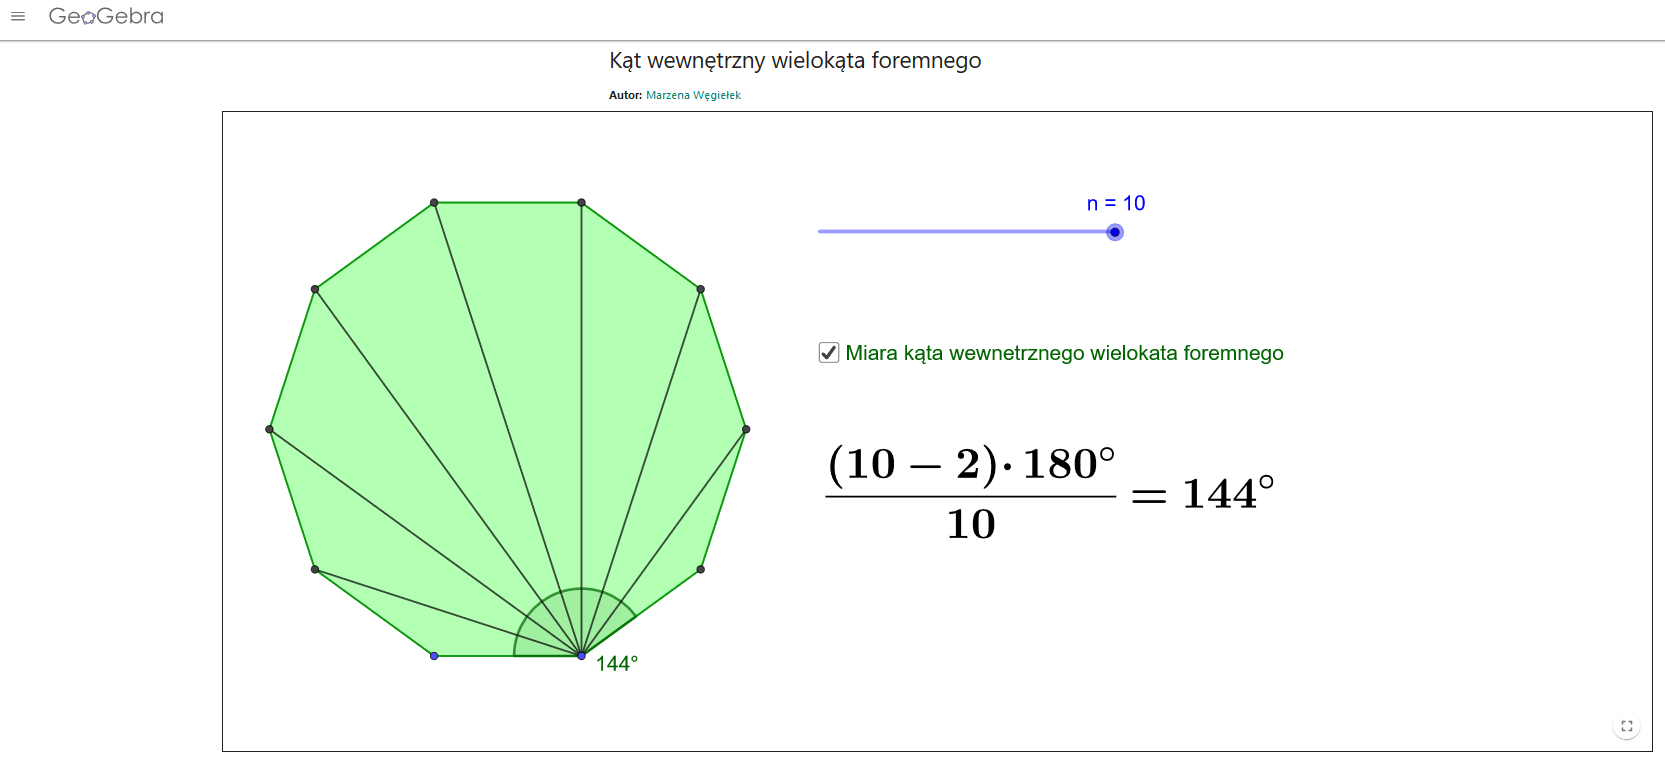 GeoGebra
Kąt wewnętrzny wielokąta foremnego
Autor: Marzena Węgiełek
n = 10
Miara kąta wewnetrznego wielokata foremnego
(10 − 2)· 180°
10
= 144°
144°